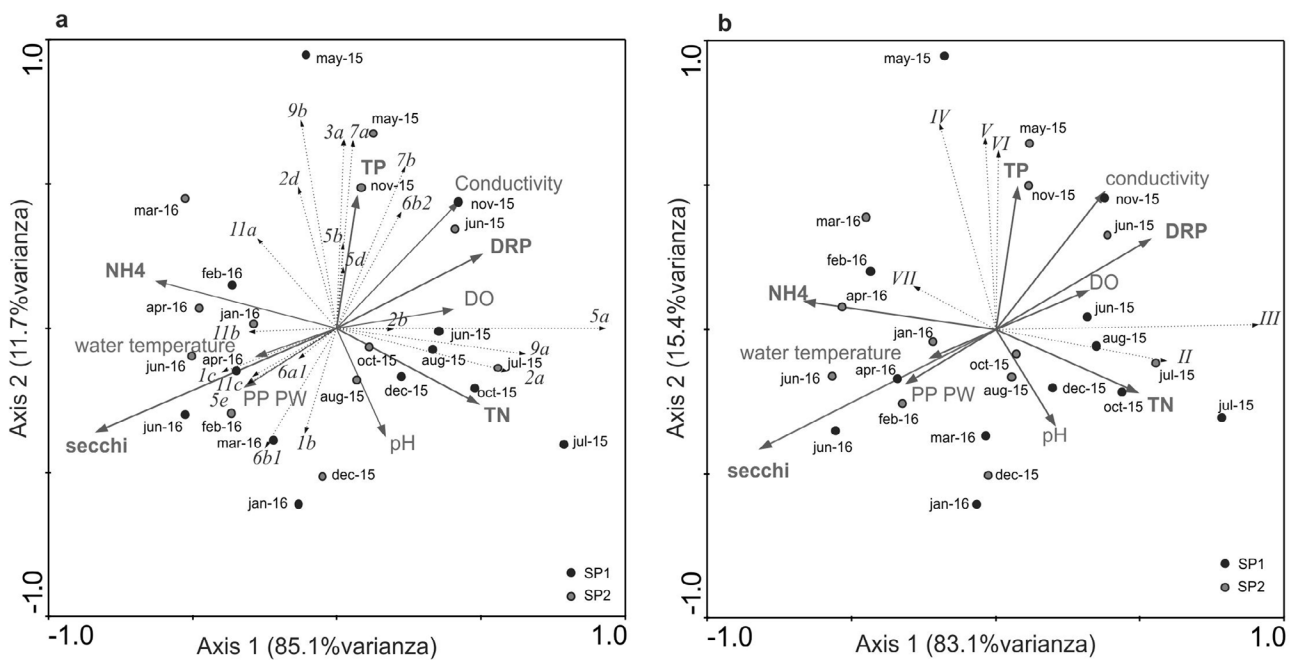 a
1.0
may-15
9b
3a
7a
may-15
TP
7b
2d
nov-15
Conductivity
mar-16
6b2
nov-15
jun-15
11a
5b
DRP
5d
NH4
feb-16
DO
apr-16
jan-16
11b
2b
5a
jun-15
water temperature
9a
jun-16
apr-16
oct-15
aug-15
jul-15
1c
11c
6a1
2a
dec-15
oct-15
5e
PP PW
aug-15
TN
secchi
jun-16
feb-16
mar-16
6b1
1b
pH
jul-15
dec-15
jan-16
SP1
SP2
Axis 2 (11.7%varianza)
-1.0
-1.0
1.0
Axis 1 (85.1%varianza)
b
1.0
may-15
IV
V
VI
may-15
TP
nov-15
conductivity
nov-15
mar-16
jun-15
DRP
feb-16
VII
DO
NH4
apr-16
jun-15
III
jan-16
water temperature
aug-15
II
oct-15
jul-15
jun-16
apr-16
aug-15
dec-15
oct-15
TN
PP PW
feb-16
jul-15
jun-16
mar-16
pH
secchi
dec-15
jan-16
SP1
SP2
Axis 2 (15.4%varianza)
-1.0
-1.0
1.0
Axis 1 (83.1%varianza)